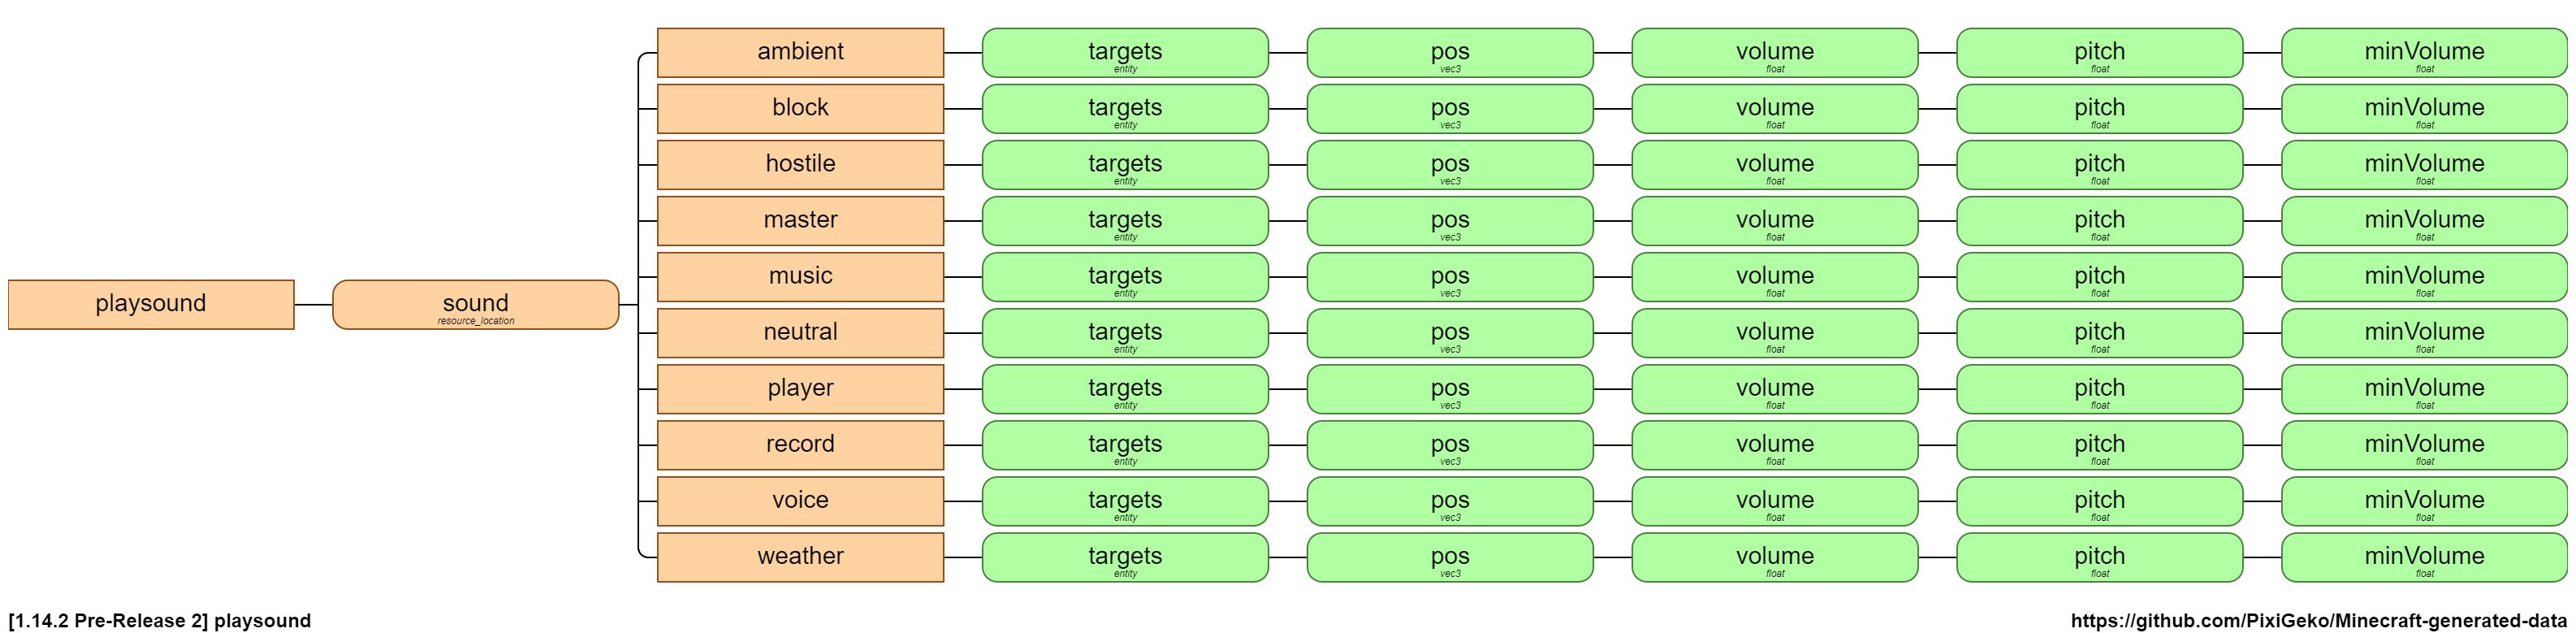 ambient targets pos volume pitch minVolume
entity vec3 float float float
block targets pos volume pitch minVolume
entity vec3 float float float
hostile targets pos volume pitch minVolume
entity vec3 float float float
master targets pos volume pitch minVolume
entity vec3 float float float
music targets pos volume pitch minVolume
entity vec3 float float float
playsound sound
resource_location
neutral targets pos volume pitch minVolume
entity vec3 float float float
player targets pos volume pitch minVolume
entity vec3 float float float
record targets pos volume pitch minVolume
entity vec3 float float float
voice targets pos volume pitch minVolume
entity vec3 float float float
weather targets pos volume pitch minVolume
entity vec3 float float float
[1.14.2 Pre-Release 2] playsound https://github.com/PixiGeko/Minecraft-generated-data